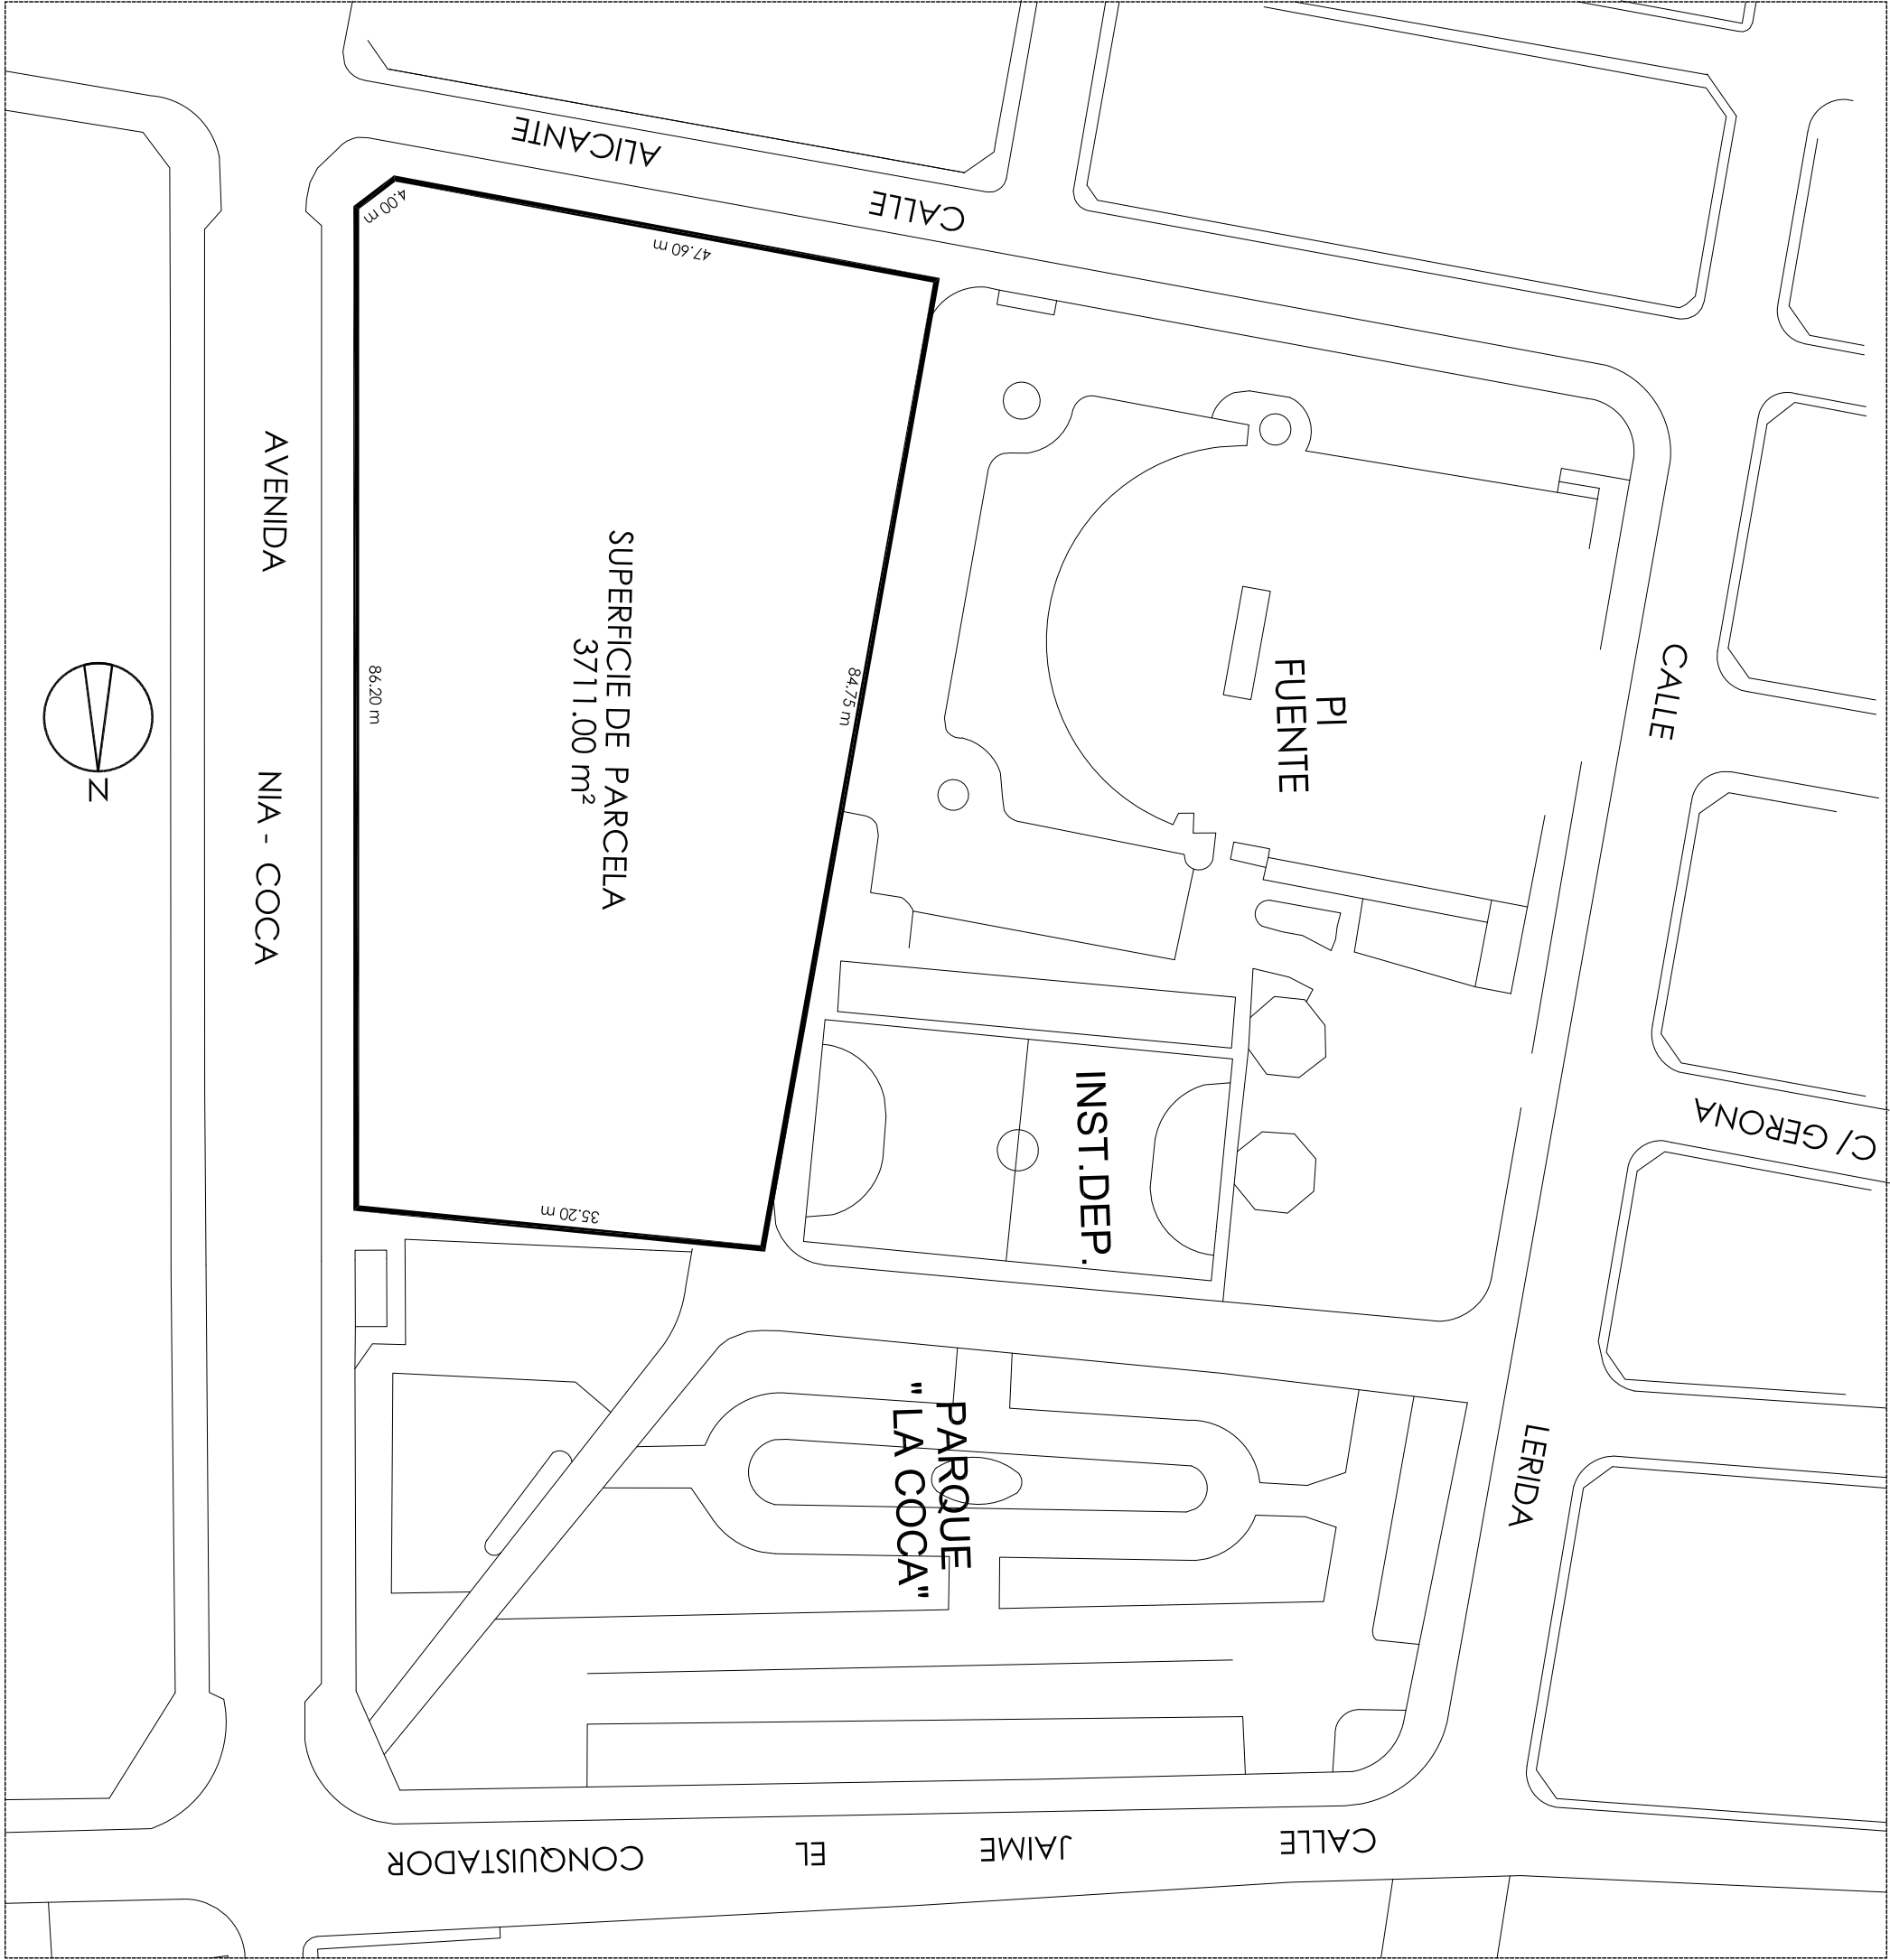 CALLE ALICANTE
4.00 m
47.60 m
AVENIDA NIA - COCA
86.20 m
84.75 m
SUPERFICIE DE PARCELA
3711.00 m²
35.20 m
N
PI
FUENTE
INST.DEP.
CALLE LERIDA
C/ GERONA
PARQUE
"LA COCA"
CALLE JAIME EL CONQUISTADOR